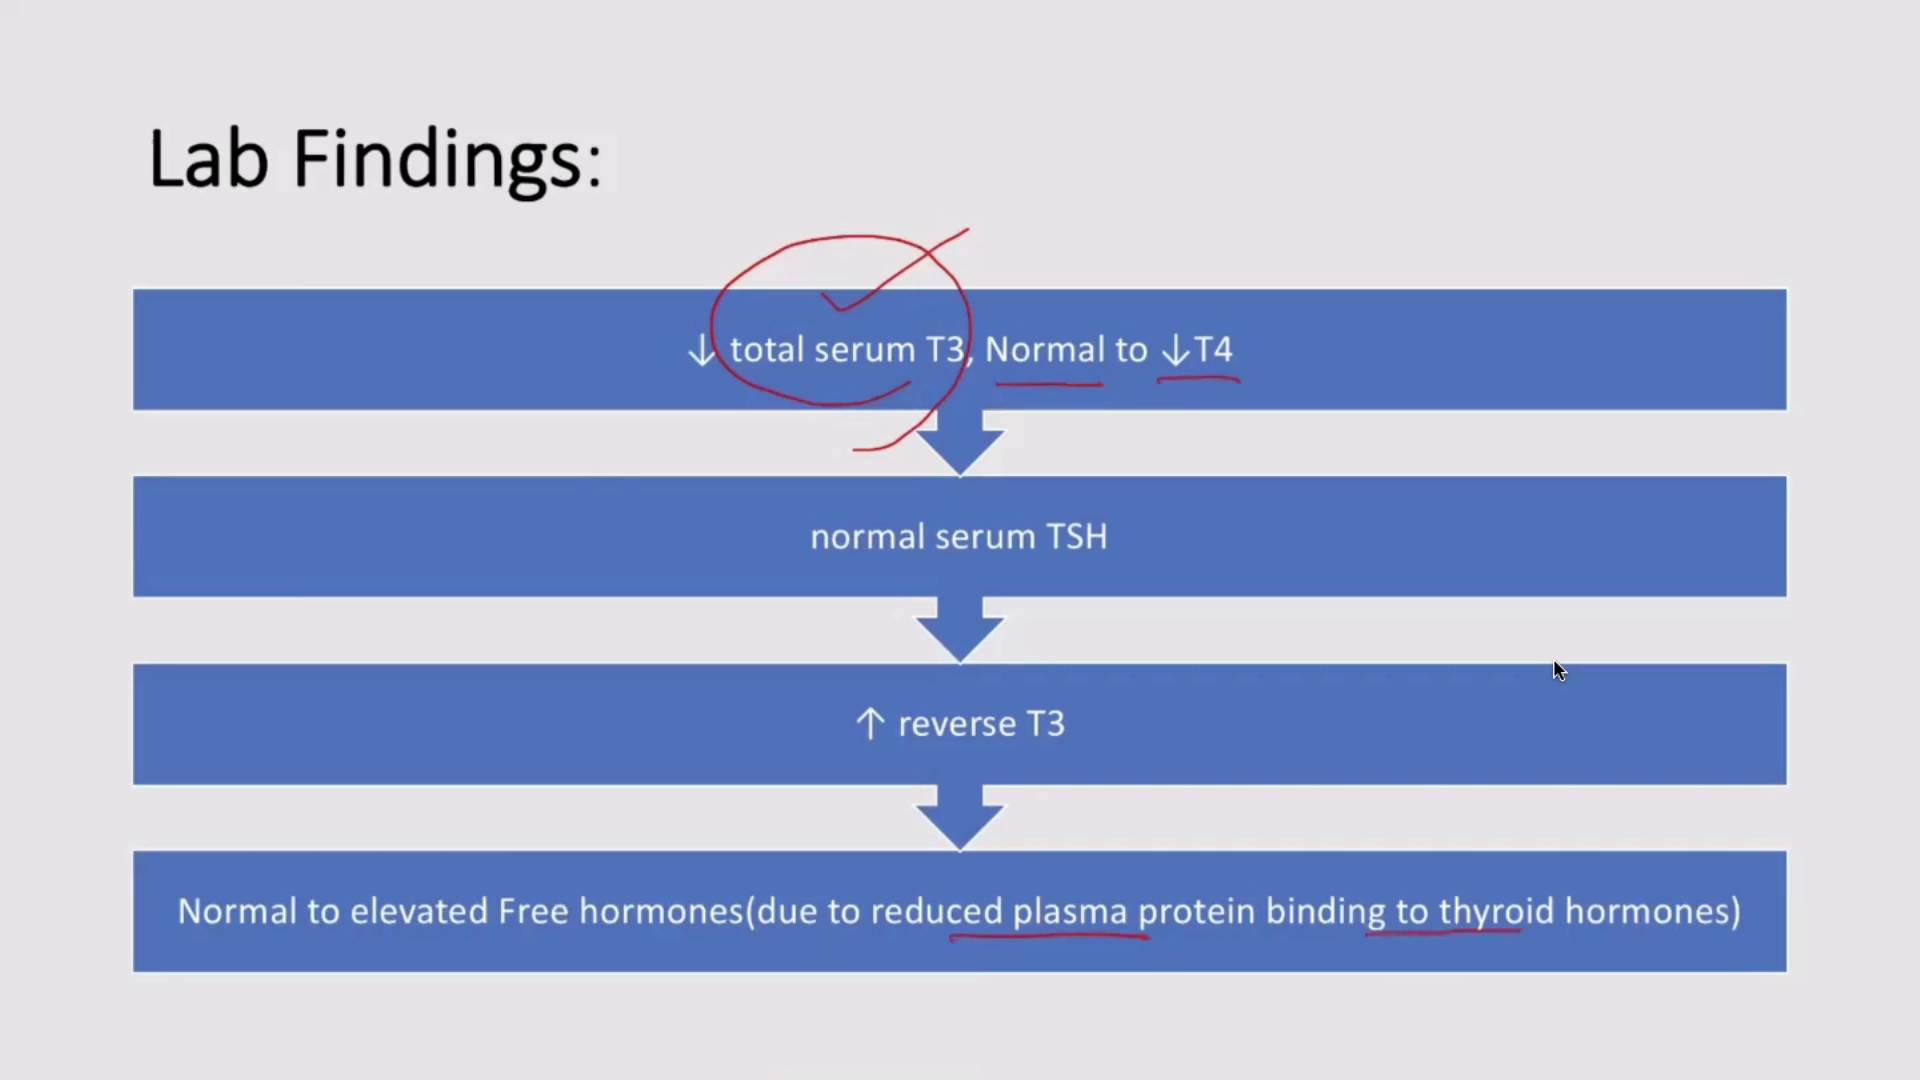 Lab Findings:
↓ total serum T3, Normal to ↓T4
normal serum TSH
↑ reverse T3
Normal to elevated Free hormones(due to reduced plasma protein binding to thyroid hormones)